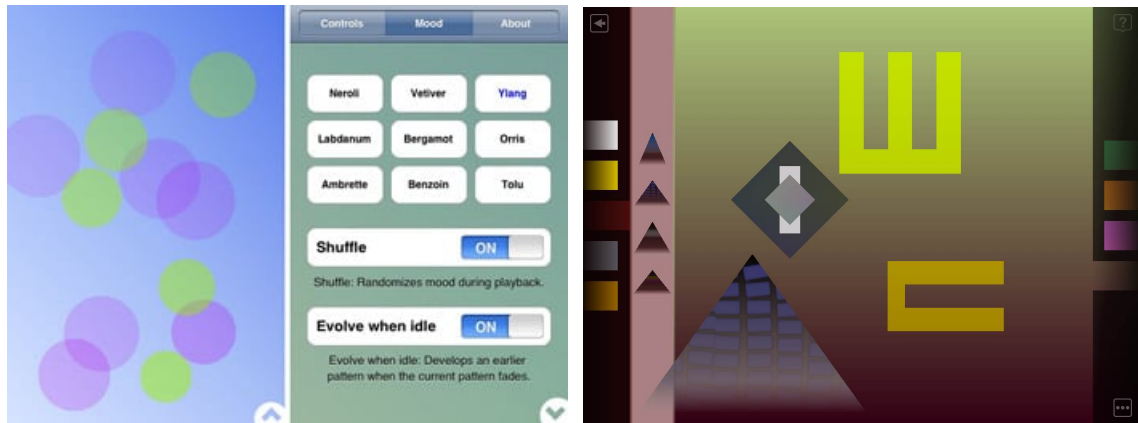 Controls Mood About
Neroli Vetiver Ylang
Labdanum Bergamot Orris
Ambrette Benzoin Tolu
Shuffle ON
Shuffle: Randomizes mood during playback.
Evolve when idle ON
Evolve when idle: Develops an earlier
pattern when the current pattern fades.
?